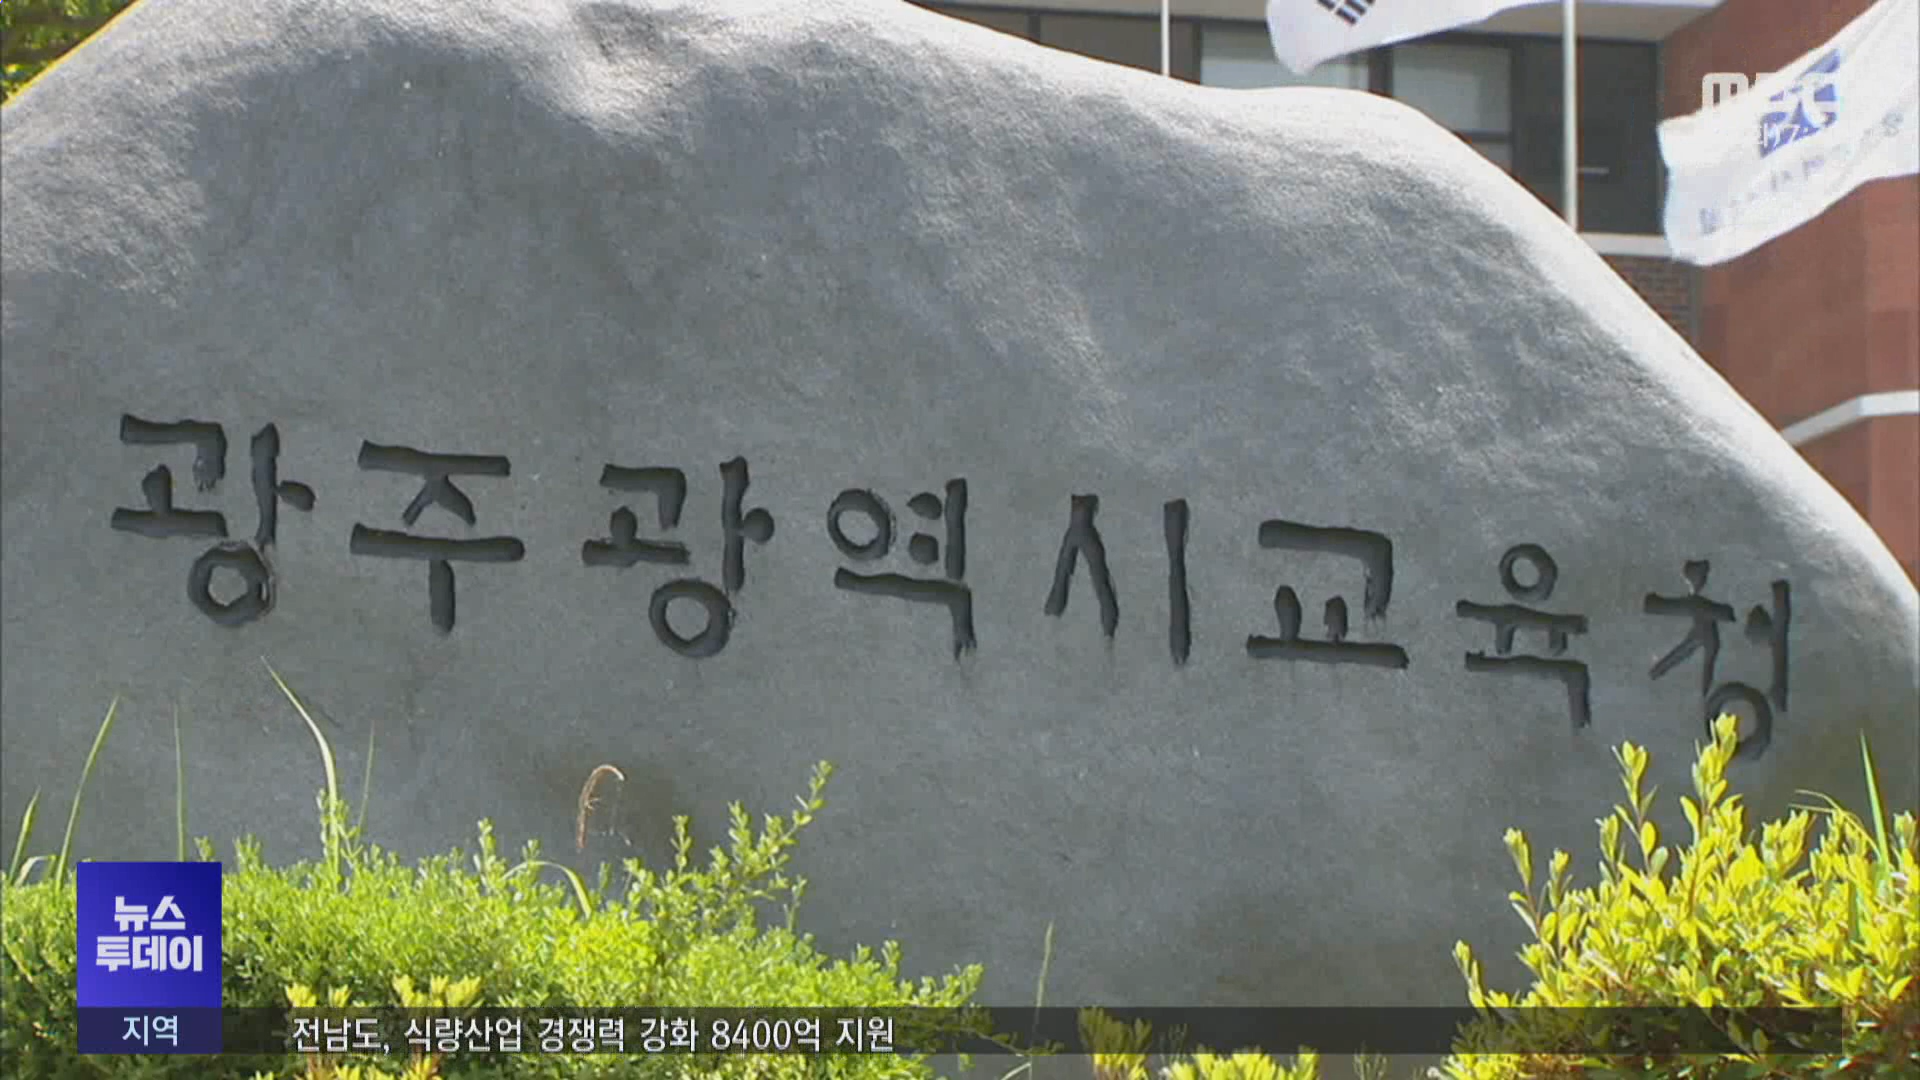 MBC
광주광역시교육청
뉴스
투데이
지역
전남도, 식량산업 경쟁력 강화 8400억 지원